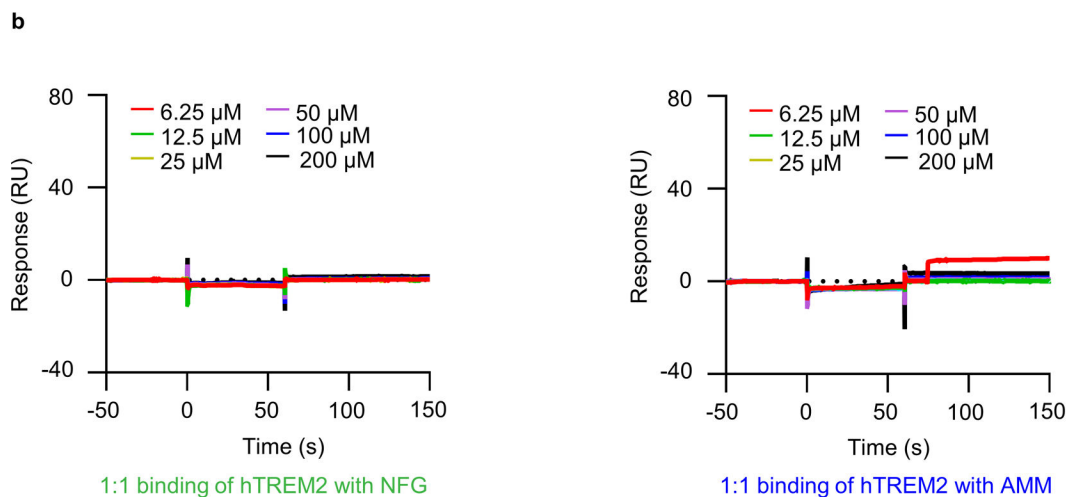 b
80
40
0
-40
Response (RU)
6.25 µM
12.5 µM
25 µM
50 µM
100 µM
200 µM
-50
0
50
100
150
Time (s)
1:1 binding of hTREM2 with NFG
80
40
0
-40
Response (RU)
6.25 µM
12.5 µM
25 µM
50 µM
100 µM
200 µM
-50
0
50
100
150
Time (s)
1:1 binding of hTREM2 with AMM